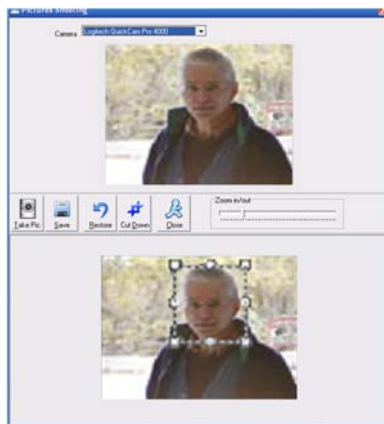 Pictures Shooting
Camera Logitech QuickCam Pro 4000
Zoom in/out
Take Pic. Save Restore Cut Down Close